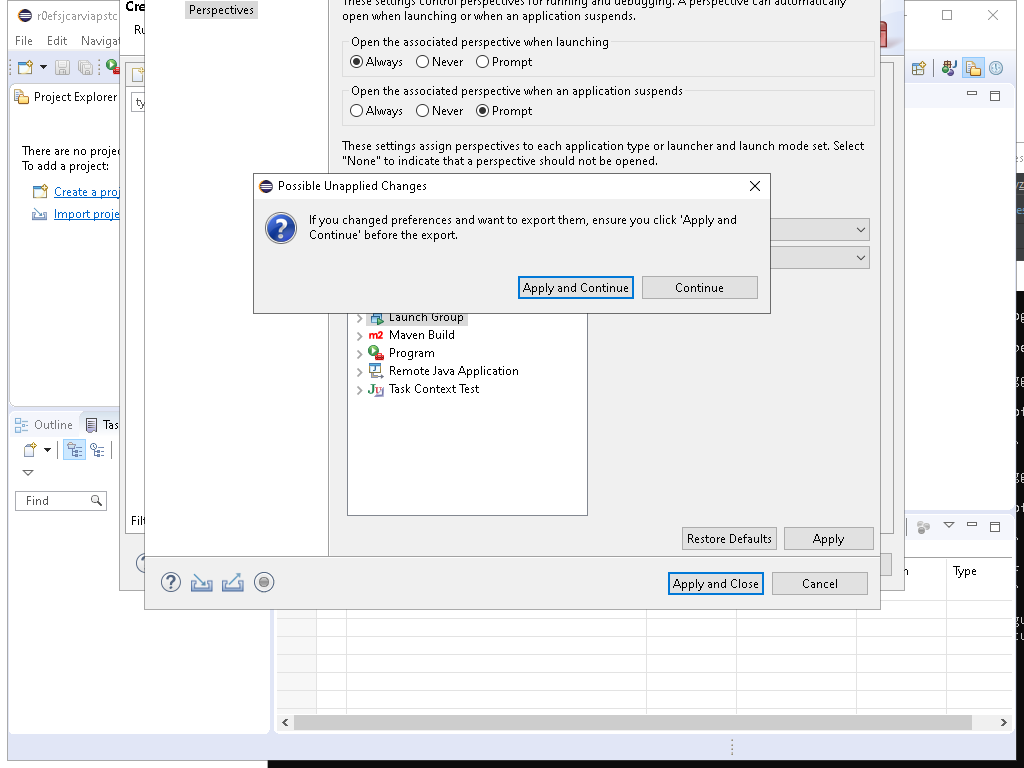 r0efsjcarviapstc
File Edit Navigat
Project Explorer
There are no projec
To add a project:
Create a proj
Import proje
Outline
Tas
Find
Cre
Ru
ty
Filt
Perspectives
These settings control perspectives for running and debugging. A perspective can automatically
open when launching or when an application suspends.
Open the associated perspective when launching
Always Never Prompt
Open the associated perspective when an application suspends
Always Never Prompt
These settings assign perspectives to each application type or launcher and launch mode set. Select
"None" to indicate that a perspective should not be opened.
Possible Unapplied Changes
If you changed preferences and want to export them, ensure you click 'Apply and
Continue' before the export.
Apply and Continue Continue
Launch Group
m2 Maven Build
Program
Remote Java Application
Ju Task Context Test
Restore Defaults Apply
Apply and Close Cancel
n
Type